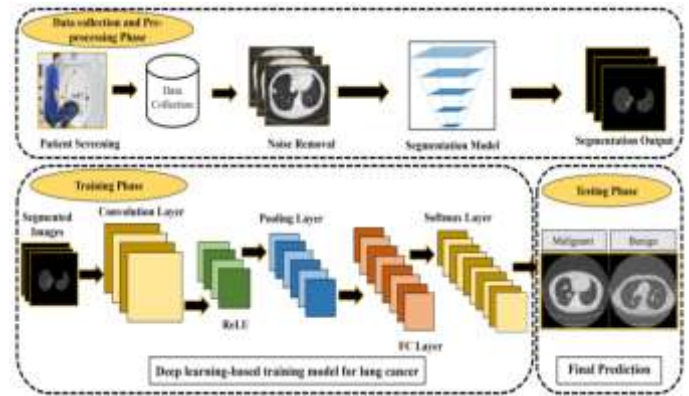 Data collection and Pre-
processing Phase
Data
Collection
Patient Screening
Noise Removal
Segmentation Model
Segmentation Output
Training Phase
Testing Phase
Segmented
Images
Convolution Layer
Pooling Layer
Softmax Layer
Malignant
Benign
ReLU
FC Layer
Deep learning-based training model for lung cancer
Final Prediction